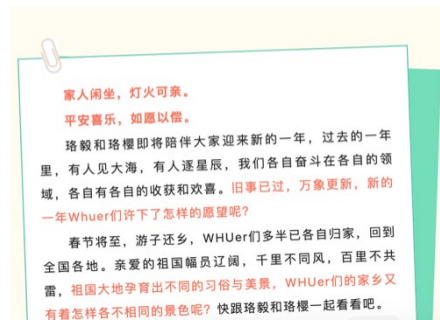 家人闲坐，灯火可亲。
平安喜乐，如愿以偿。
珞毅和珞樱即将陪伴大家迎来新的一年，过去的一年
里，有人见大海，有人逐星辰，我们各自奋斗在各自的领
域，各自有各自的收获和欢喜。旧事已过，万象更新，新的
一年Whuer们许下了怎样的愿望呢？
春节将至，游子还乡，WHUer们多半已各自归家，回到
全国各地。亲爱的祖国幅员辽阔，千里不同风，百里不共
雷，祖国大地孕育出不同的习俗与美景，WHUer们的家乡又
有着怎样各不相同的景色呢？快跟珞毅和珞樱一起看看吧。